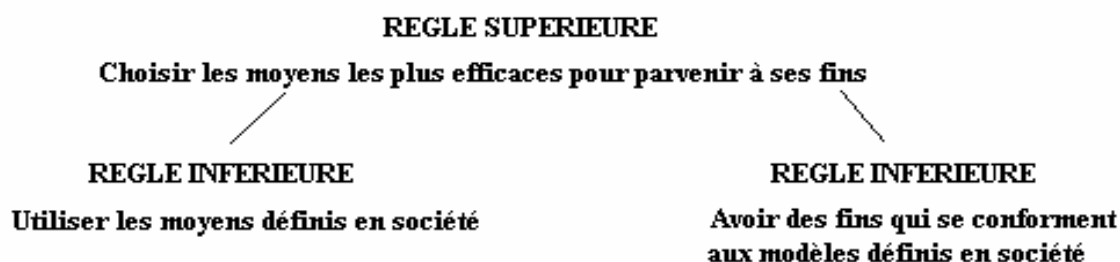 REGLE SUPERIEURE
Choisir les moyens les plus efficaces pour parvenir à ses fins
REGLE INFERIEURE
Utiliser les moyens définis en société
REGLE INFERIEURE
Avoir des fins qui se conforment
aux modèles définis en société